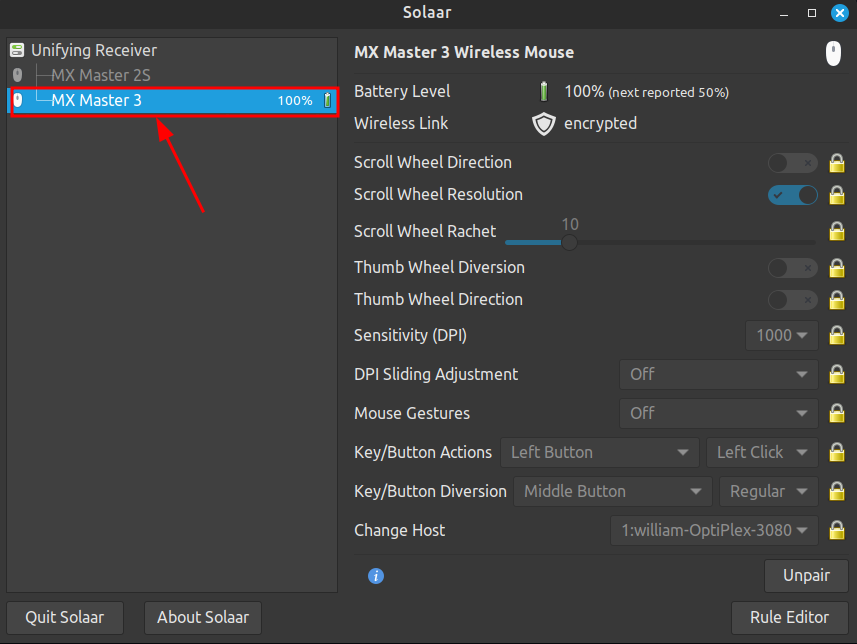 Solaar
Unifying Receiver
MX Master 2S
MX Master 3 100%
MX Master 3 Wireless Mouse
Battery Level 100% (next reported 50%)
Wireless Link encrypted
Scroll Wheel Direction
Scroll Wheel Resolution
Scroll Wheel Rachet 10
Thumb Wheel Diversion
Thumb Wheel Direction
Sensitivity (DPI) 1000
DPI Sliding Adjustment Off
Mouse Gestures Off
Key/Button Actions Left Button Left Click
Key/Button Diversion Middle Button Regular
Change Host 1:william-OptiPlex-3080
Unpair
Quit Solaar About Solaar Rule Editor